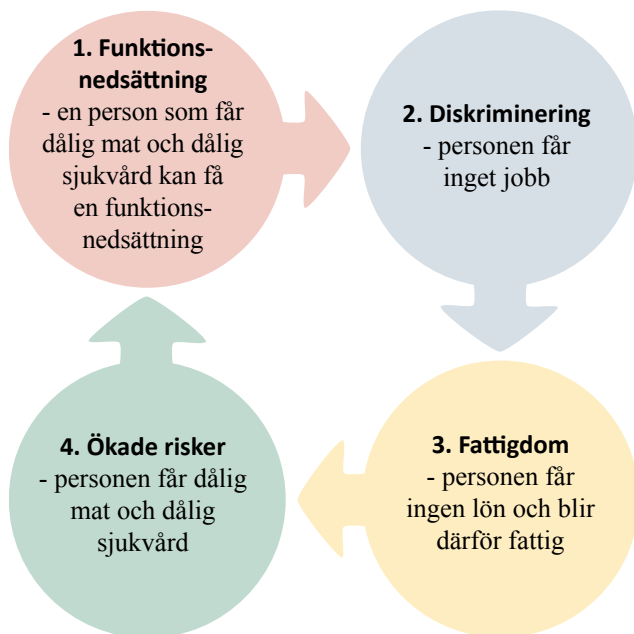 1. Funktions-
nedsättning
- en person som får
dålig mat och dålig
sjukvård kan få
en funktions-
nedsättning
2. Diskriminering
- personen får
inget jobb
3. Fattigdom
- personen får
ingen lön och blir
därför fattig
4. Ökade risker
- personen får dålig
mat och dålig
sjukvård